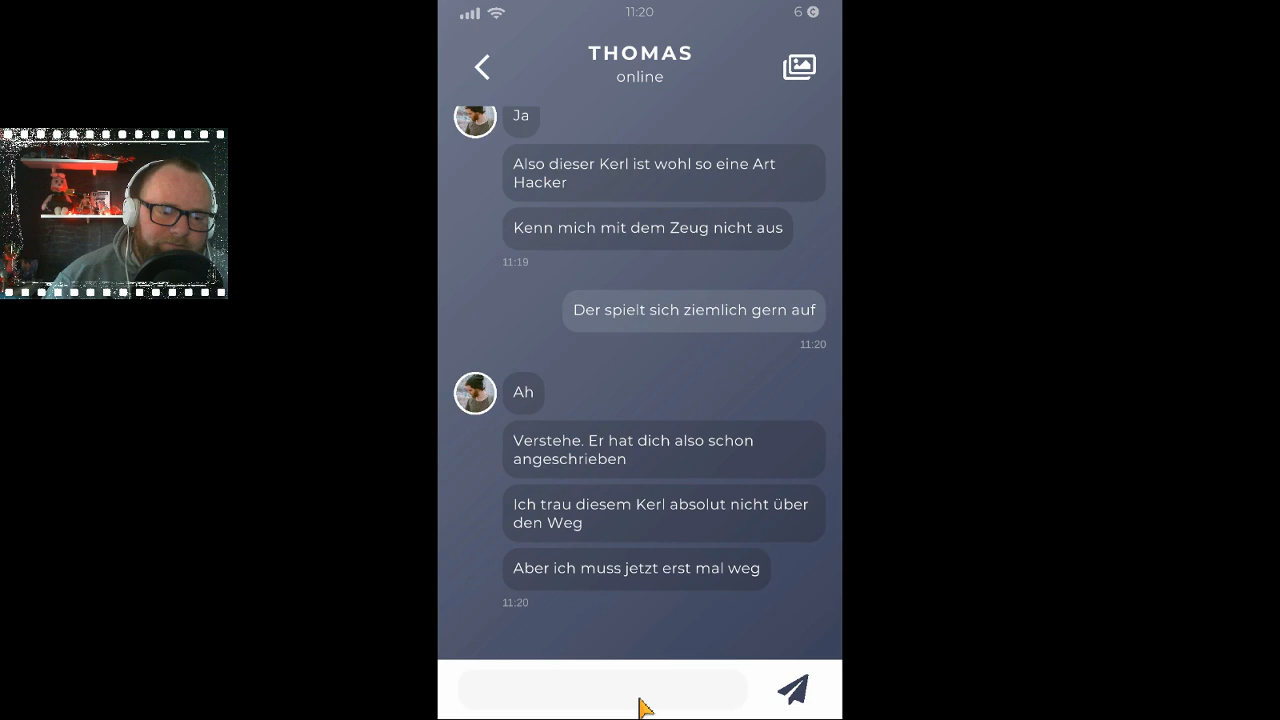 11:20
6
THOMAS
online
Ja
Also dieser Kerl ist wohl so eine Art
Hacker
Kenn mich mit dem Zeug nicht aus
11:19
Der spielt sich ziemlich gern auf
11:20
Ah
Verstehe. Er hat dich also schon
angeschrieben
Ich trau diesem Kerl absolut nicht über
den Weg
Aber ich muss jetzt erst mal weg
11:20